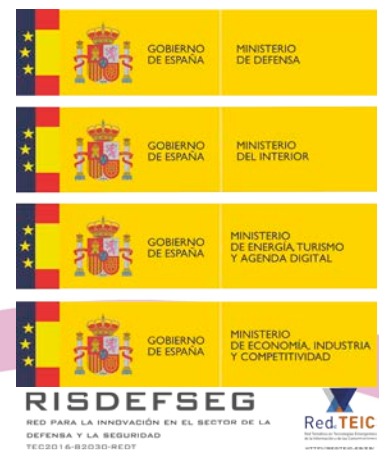 GOBIERNO
DE ESPAÑA
MINISTERIO
DE DEFENSA
GOBIERNO
DE ESPAÑA
MINISTERIO
DEL INTERIOR
GOBIERNO
DE ESPAÑA
MINISTERIO
DE ENERGÍA, TURISMO
Y AGENDA DIGITAL
GOBIERNO
DE ESPAÑA
MINISTERIO
DE ECONOMÍA, INDUSTRIA
Y COMPETITIVIDAD
RISDEFSEG
RED PARA LA INNOVACIÓN EN EL SECTOR DE LA
DEFENSA Y LA SEGURIDAD
TEC2016-82030-REDT
Red.TEIC